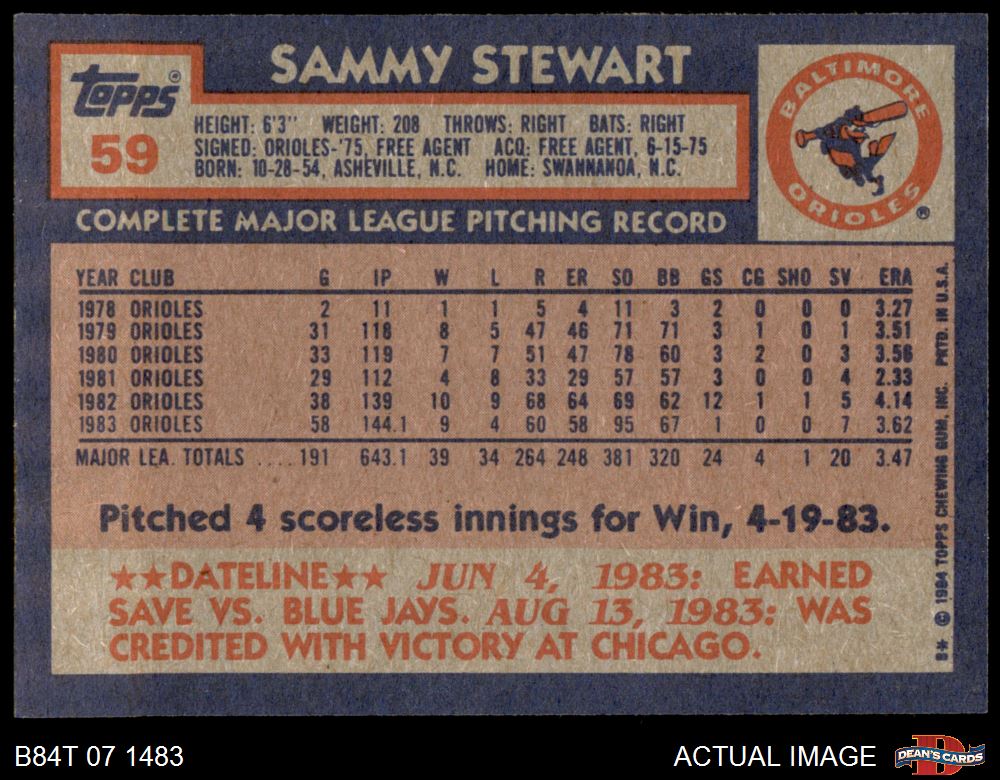 SAMMY STEWART
Topps®
59
HEIGHT: 6'3" WEIGHT: 208 THROWS: RIGHT BATS: RIGHT
SIGNED: ORIOLES-'75, FREE AGENT ACQ: FREE AGENT, 6-15-75
BORN: 10-28-54, ASHEVILLE, N.C. HOME: SWANNANOA, N.C.
BALTIMORE
ORIOLES®
COMPLETE MAJOR LEAGUE PITCHING RECORD
YEAR CLUB G IP W L R ER SO BB GS CG SHO SV ERA
1978 ORIOLES 2 11 1 1 5 4 11 3 2 0 0 0 3.27
1979 ORIOLES 31 118 8 5 47 46 71 71 3 1 0 1 3.51
1980 ORIOLES 33 119 7 7 51 47 78 60 3 2 0 3 3.56
1981 ORIOLES 29 112 4 8 33 29 57 57 3 0 0 4 2.33
1982 ORIOLES 38 139 10 9 68 64 69 62 12 1 1 5 4.14
1983 ORIOLES 58 144.1 9 4 60 58 95 67 1 0 0 7 3.62
MAJOR LEA. TOTALS .... 191 643.1 39 34 264 248 381 320 24 4 1 20 3.47
Pitched 4 scoreless innings for Win, 4-19-83.
★★DATELINE★★ JUN 4, 1983: EARNED
SAVE VS. BLUE JAYS. AUG 13, 1983: WAS
CREDITED WITH VICTORY AT CHICAGO.
B* © 1984 TOPPS CHEWING GUM, INC. PRTD. IN U.S.A.
B84T 07 1483
ACTUAL IMAGE
D
DEAN'S CARDS